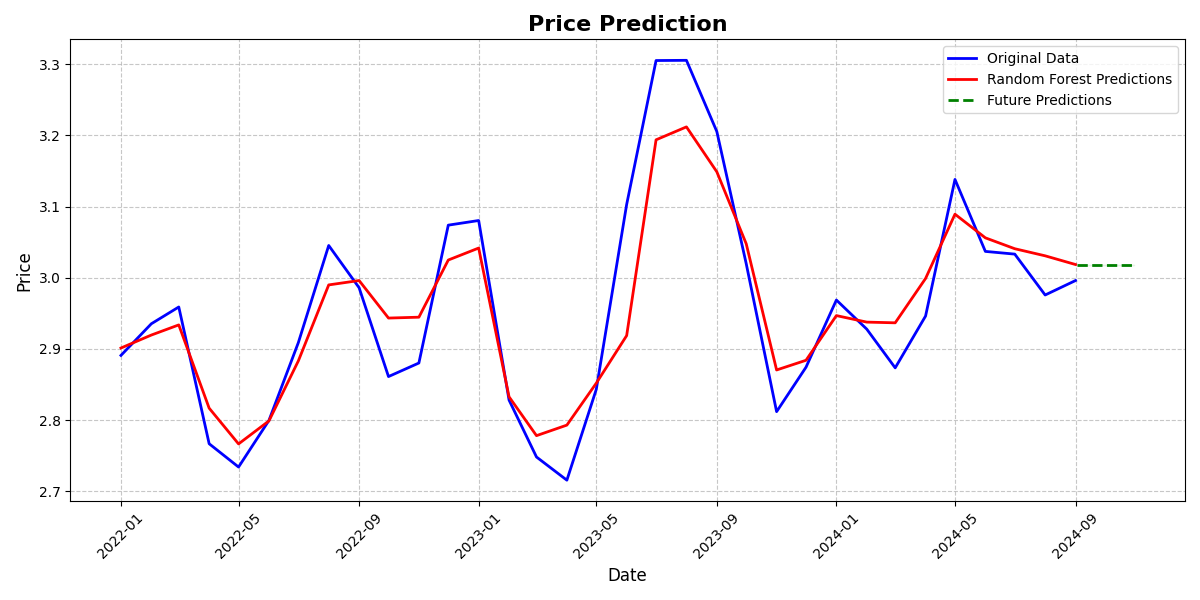 Price Prediction
Original Data
Random Forest Predictions
Future Predictions
Price
3.3
3.2
3.1
3.0
2.9
2.8
2.7
2022-01
2022-05
2022-09
2023-01
2023-05
2023-09
2024-01
2024-05
2024-09
Date